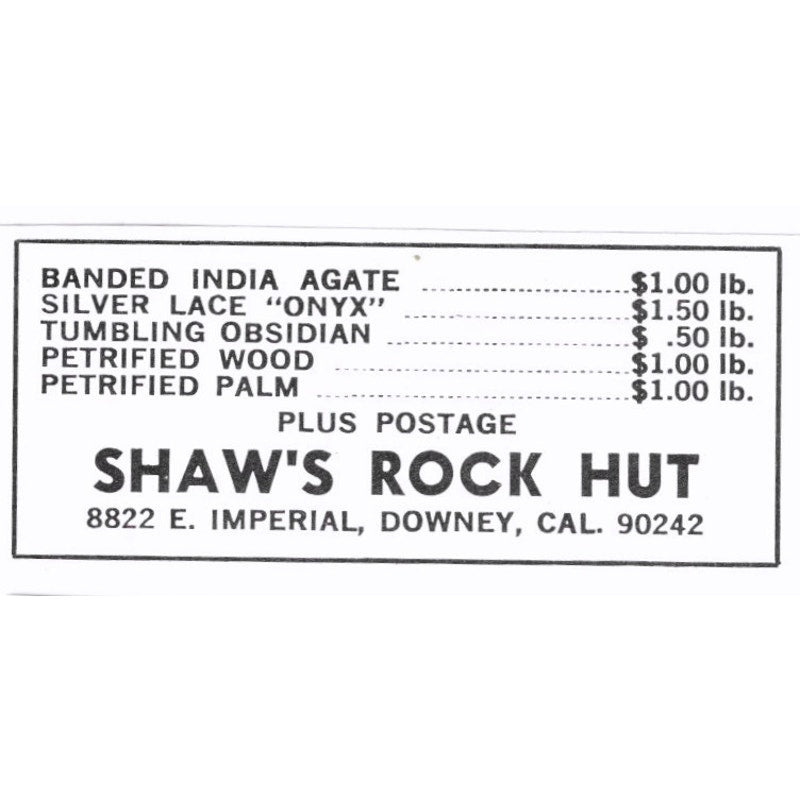 BANDED INDIA AGATE ........................ $1.00 lb.
SILVER LACE "ONYX" ........................ $1.50 lb.
TUMBLING OBSIDIAN ........................ $ .50 lb.
PETRIFIED WOOD ........................ $1.00 lb.
PETRIFIED PALM ........................ $1.00 lb.
PLUS POSTAGE
SHAW'S ROCK HUT
8822 E. IMPERIAL, DOWNEY, CAL. 90242